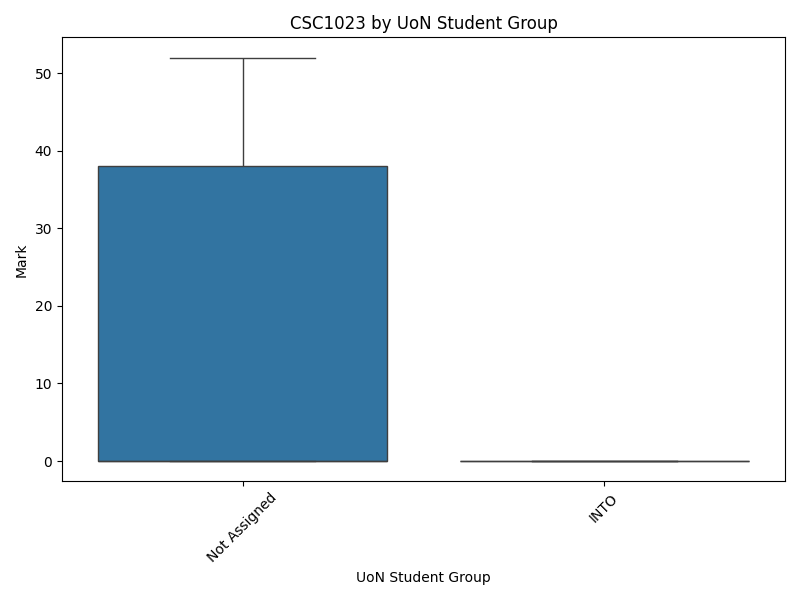 CSC1023 by UoN Student Group
Mark
50
40
30
20
10
0
Not Assigned
INTO
UoN Student Group